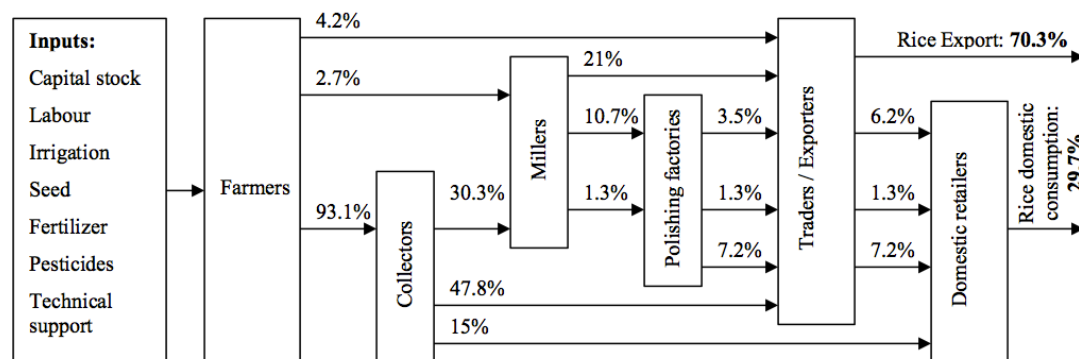 Inputs:
Capital stock
Labour
Irrigation
Seed
Fertilizer
Pesticides
Technical
support
Farmers
4.2%
2.7%
93.1%
Collectors
30.3%
47.8%
15%
Millers
21%
10.7%
1.3%
Polishing factories
3.5%
1.3%
7.2%
Traders / Exporters
Rice Export: 70.3%
6.2%
1.3%
7.2%
Domestic retailers
Rice domestic
consumption:
29.7%